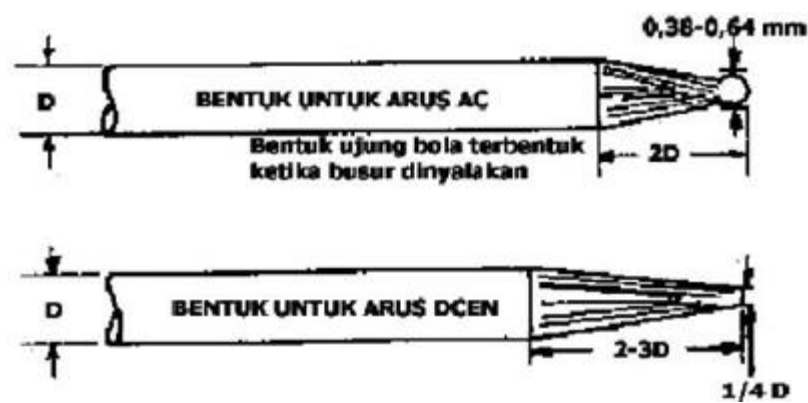 0,38-0,64 mm
D
BENTUK UNTUK ARUS AC
Bentuk ujung bola terbentuk
ketika busur dinyalakan
2D
D
BENTUK UNTUK ARUS DCEN
2-3D
1/4 D